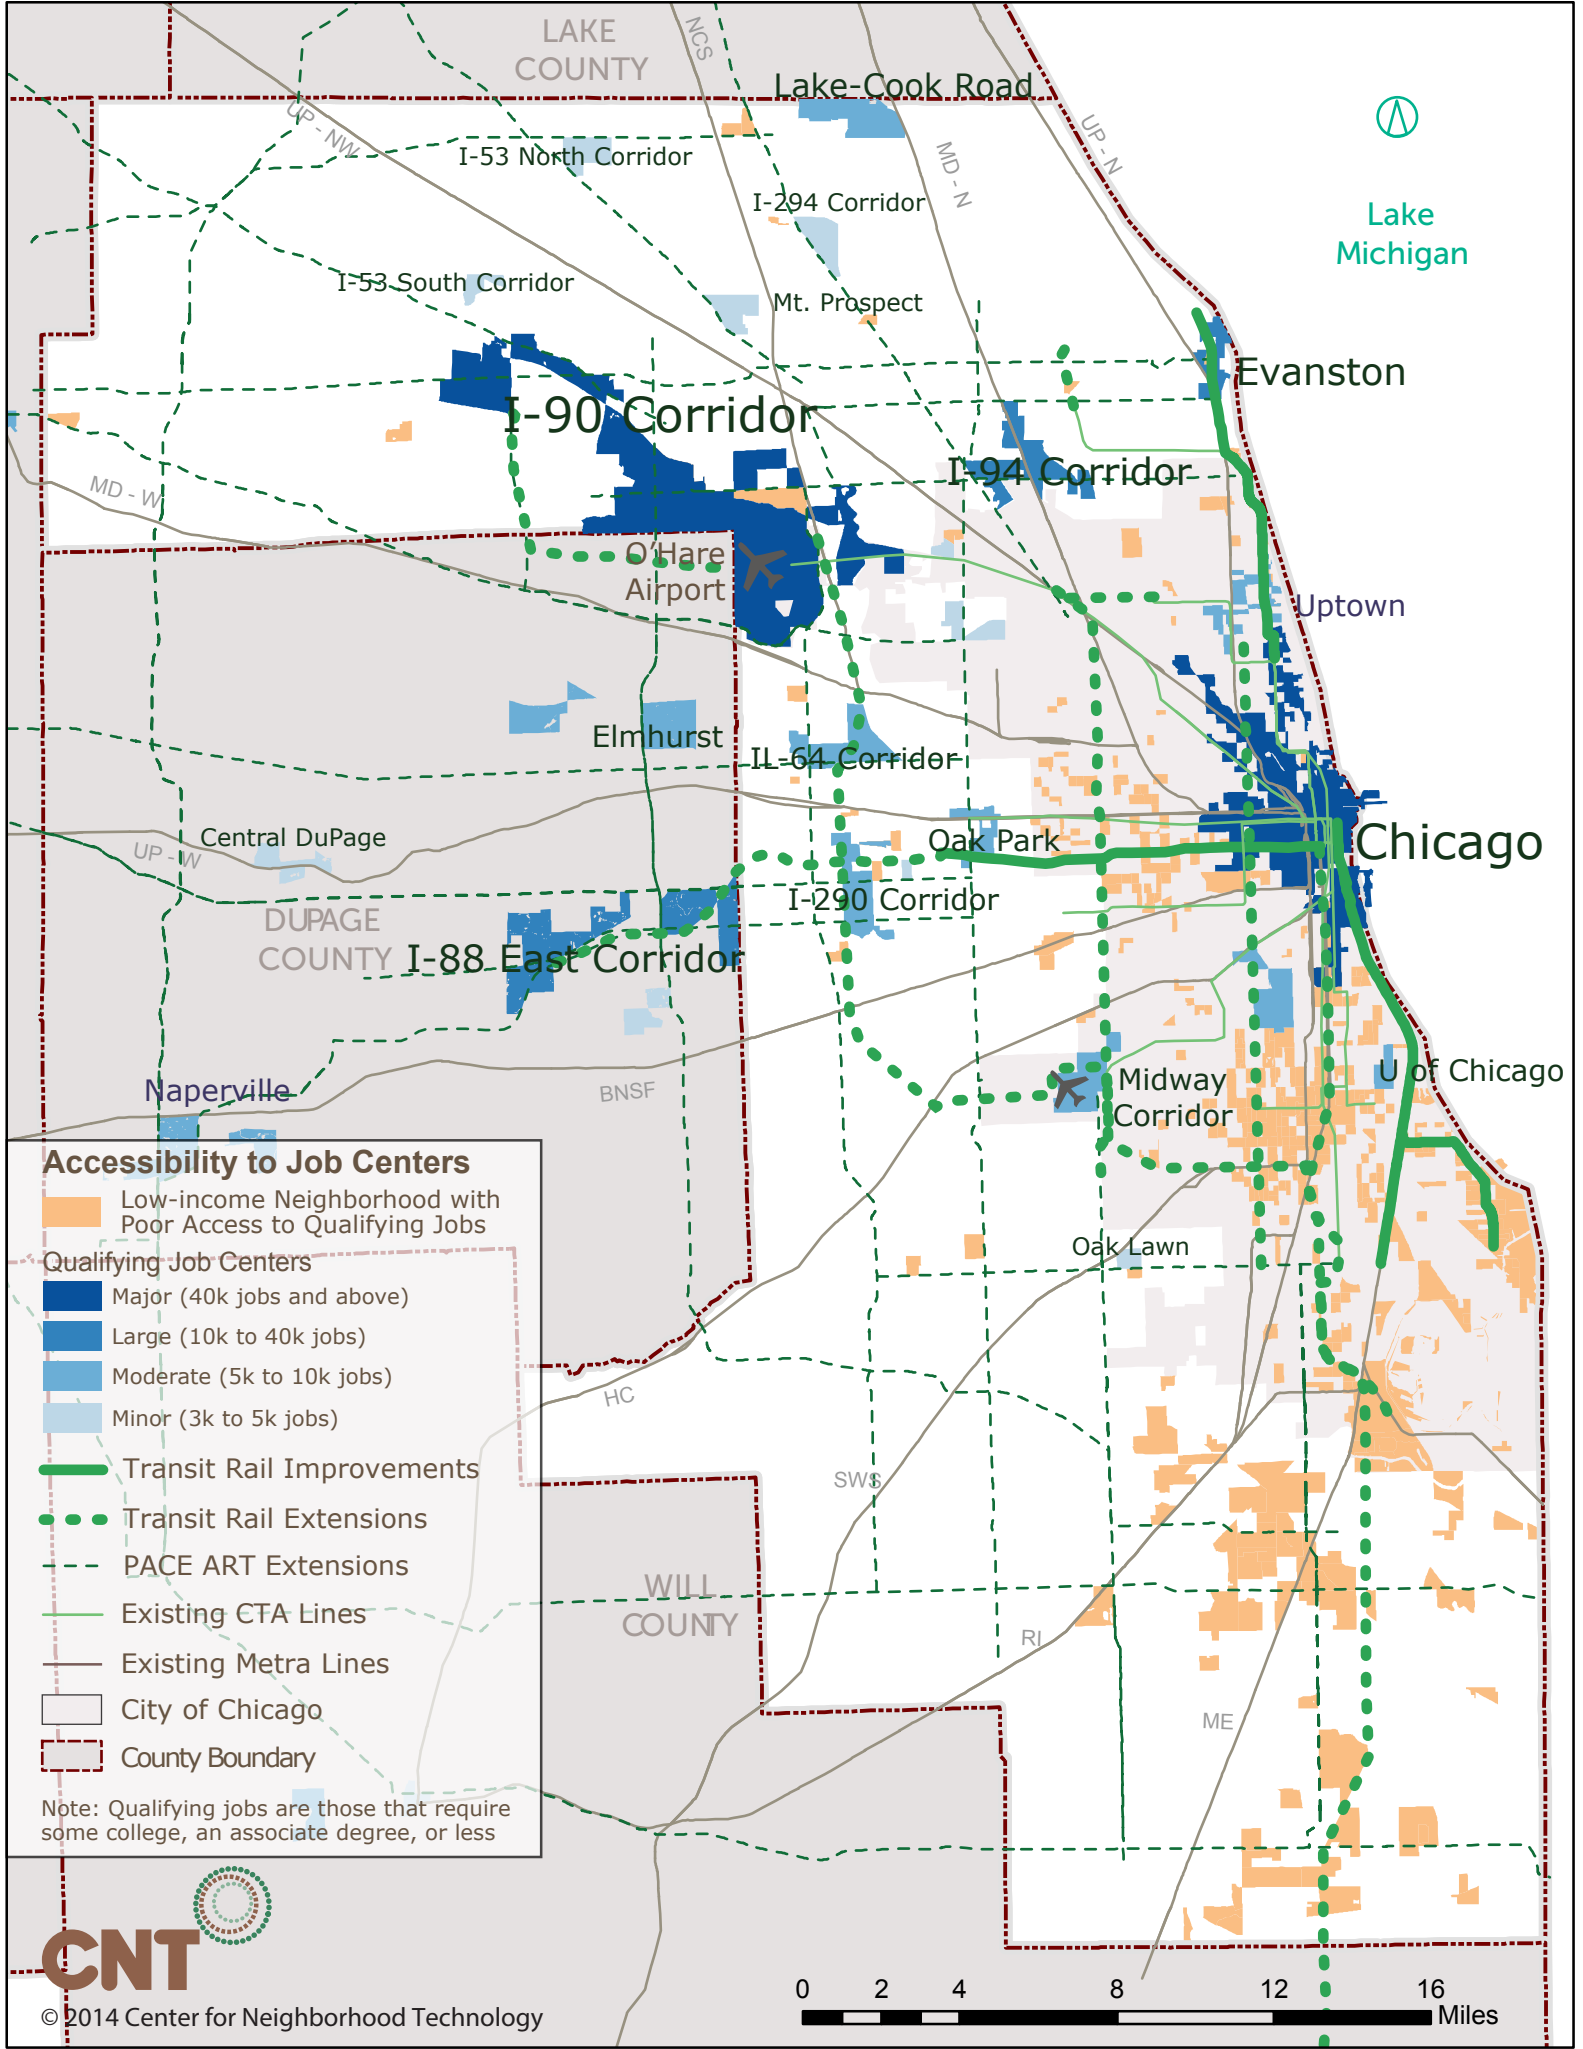 LAKE
COUNTY
NCS
Lake-Cook Road
UP - NW
UP - N
I-53 North Corridor
MD - N
I-294 Corridor
Lake
Michigan
I-53 South Corridor
Mt. Prospect
Evanston
I-90 Corridor
I-94 Corridor
MD - W
O'Hare
Airport
Uptown
Elmhurst
IL-64 Corridor
Central DuPage
UP - W
Oak Park
Chicago
I-290 Corridor
DUPAGE
COUNTY
I-88 East Corridor
U of Chicago
Midway
Corridor
Naperville
BNSF
Accessibility to Job Centers
Low-income Neighborhood with
Poor Access to Qualifying Jobs
Qualifying Job Centers
Major (40k jobs and above)
Large (10k to 40k jobs)
Moderate (5k to 10k jobs)
Minor (3k to 5k jobs)
Transit Rail Improvements
Transit Rail Extensions
PACE ART Extensions
Existing CTA Lines
Existing Metra Lines
City of Chicago
County Boundary
Note: Qualifying jobs are those that require
some college, an associate degree, or less
Oak Lawn
HC
SWS
WILL
COUNTY
RI
ME
CNT
© 2014 Center for Neighborhood Technology
0 2 4 8 12 16
Miles